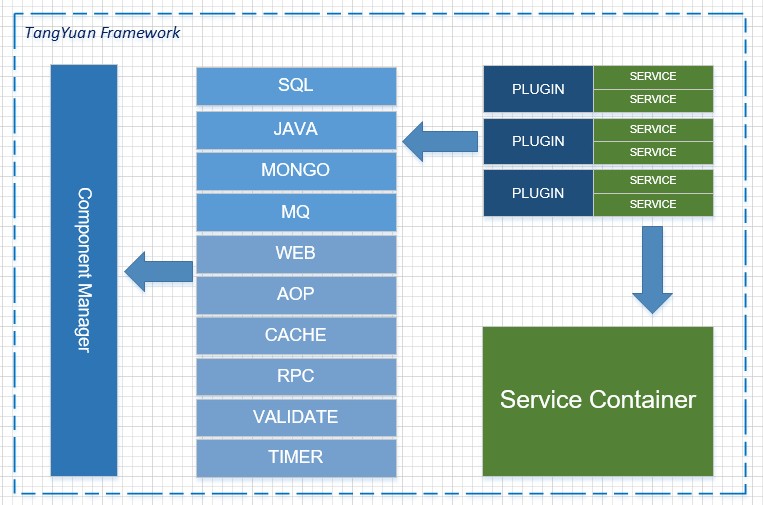 TangYuan Framework
Component Manager
SQL
JAVA
MONGO
MQ
WEB
AOP
CACHE
RPC
VALIDATE
TIMER
PLUGIN
SERVICE
SERVICE
PLUGIN
SERVICE
SERVICE
PLUGIN
SERVICE
SERVICE
Service Container